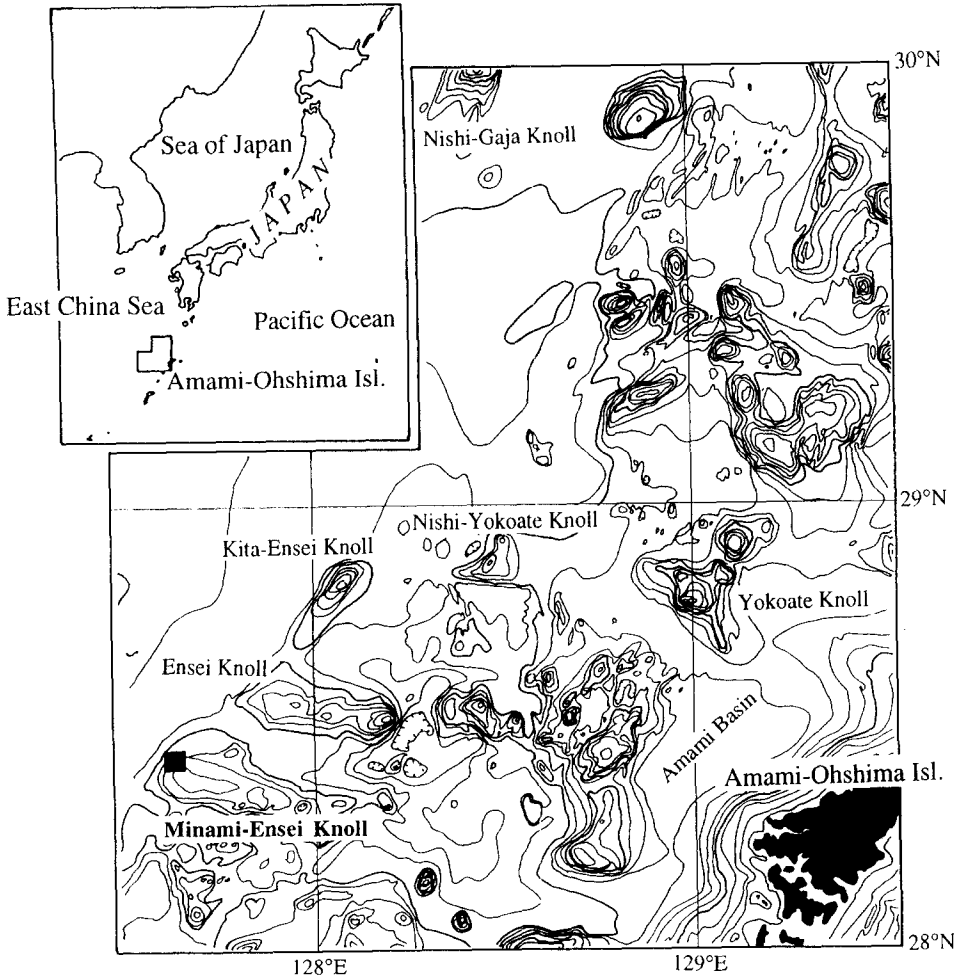 30°N
Sea of Japan
Nishi-Gaja Knoll
JAPAN
East China Sea
Pacific Ocean
Amami-Ohshima Isl.
29°N
Nishi-Yokoate Knoll
Kita-Ensei Knoll
Yokoate Knoll
Ensei Knoll
Amami Basin
Amami-Ohshima Isl.
Minami-Ensei Knoll
28°N
128°E
129°E